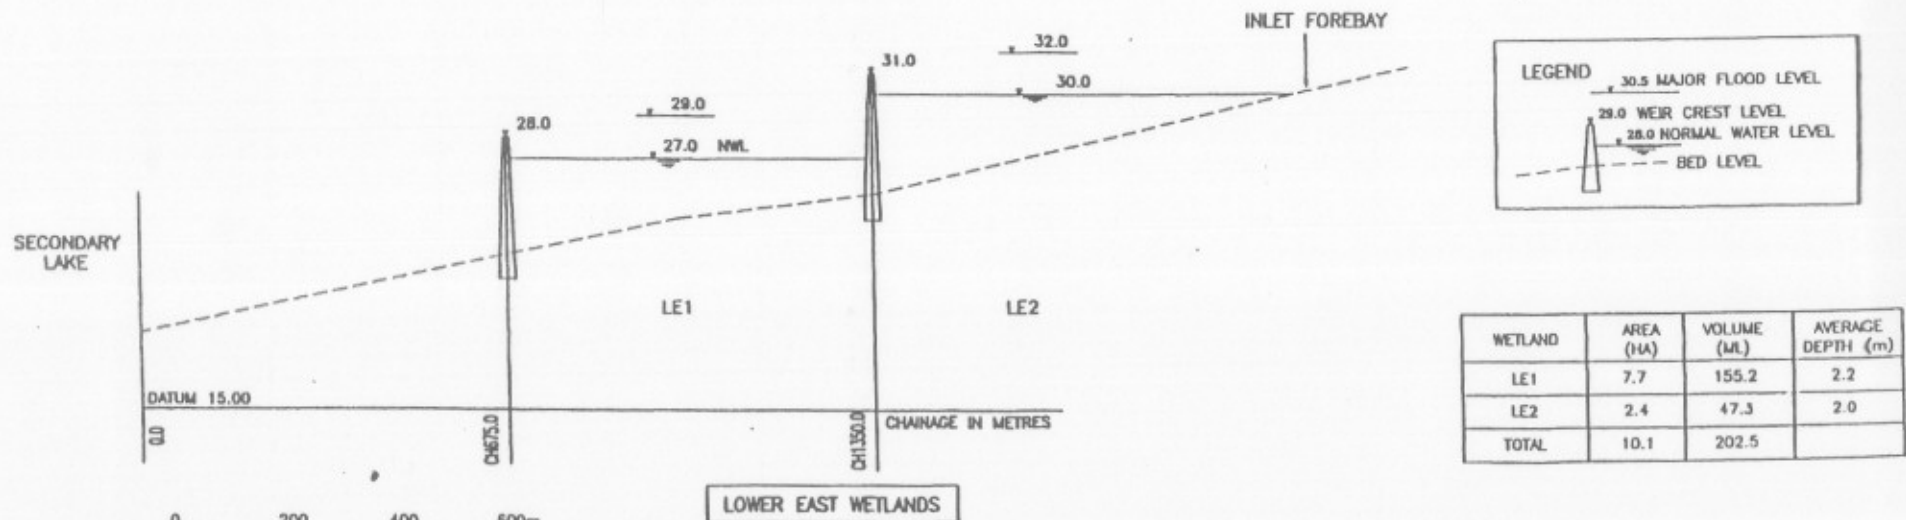 INLET FOREBAY
32.0
31.0
30.0
29.0
28.0
27.0 NWL
SECONDARY
LAKE
LE1
LE2
DATUM 15.00
CHAINAGE IN METRES
0.0
CH675.0
CH1350.0
LOWER EAST WETLANDS
0 200 400 600m
LEGEND
30.5 MAJOR FLOOD LEVEL
29.0 WEIR CREST LEVEL
28.0 NORMAL WATER LEVEL
BED LEVEL
WETLAND AREA (HA) VOLUME (ML) AVERAGE DEPTH (m)
LE1 7.7 155.2 2.2
LE2 2.4 47.3 2.0
TOTAL 10.1 202.5